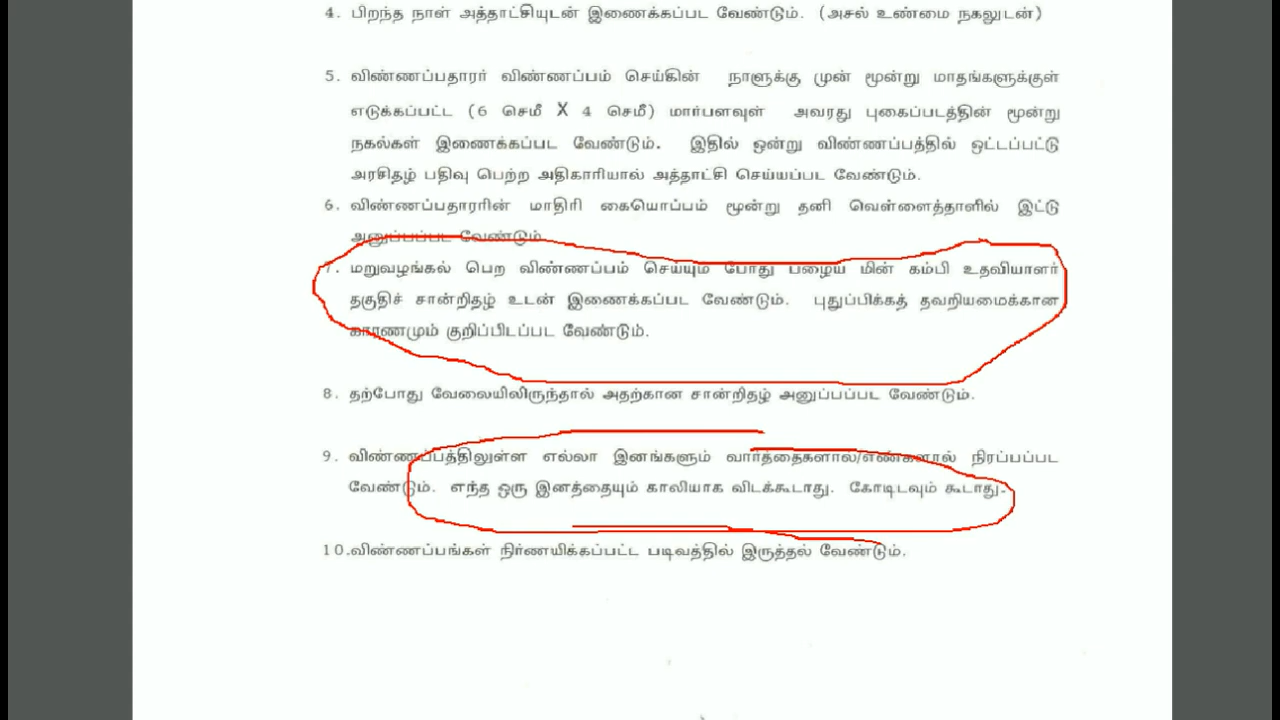 4. பிறந்த நாள் அத்தாட்சியுடன் இணைக்கப்பட வேண்டும். (அசல் உண்மை நகலுடன்)
5. விண்ணப்பதாரர் விண்ணப்பம் செய்கின் நாளுக்கு முன் மூன்று மாதங்களுக்குள்
எடுக்கப்பட்ட (6 செமீ X 4 செமீ) மார்பளவுள் அவரது புகைப்படத்தின் மூன்று
நகல்கள் இணைக்கப்பட வேண்டும். இதில் ஒன்று விண்ணப்பத்தில் ஒட்டப்பட்டு
அரசிதழ் பதிவு பெற்ற அதிகாரியால் அத்தாட்சி செய்யப்பட வேண்டும்.
6. விண்ணப்பதாரரின் மாதிரி கையொப்பம் மூன்று தனி வெள்ளைத்தாளில் இட்டு
அனுப்பப்பட வேண்டும்
7. மறுவழங்கல் பெற விண்ணப்பம் செய்யும் போது பழைய மின் கம்பி உதவியாளர்
தகுதிச் சான்றிதழ் உடன் இணைக்கப்பட வேண்டும். புதுப்பிக்கத் தவறியமைக்கான
காரணமும் குறிப்பிடப்பட வேண்டும்.
8. தற்போது வேலையிலிருந்தால் அதற்கான சான்றிதழ் அனுப்பப்பட வேண்டும்.
9. விண்ணப்பத்திலுள்ள எல்லா இனங்களும் வார்த்தைகளால்/எண்களால் நிரப்பப்பட
வேண்டும். எந்த ஒரு இனத்தையும் காலியாக விடக்கூடாது. கோடிடவும் கூடாது.
10.விண்ணப்பங்கள் நிர்ணயிக்கப்பட்ட படிவத்தில் இருத்தல் வேண்டும்.